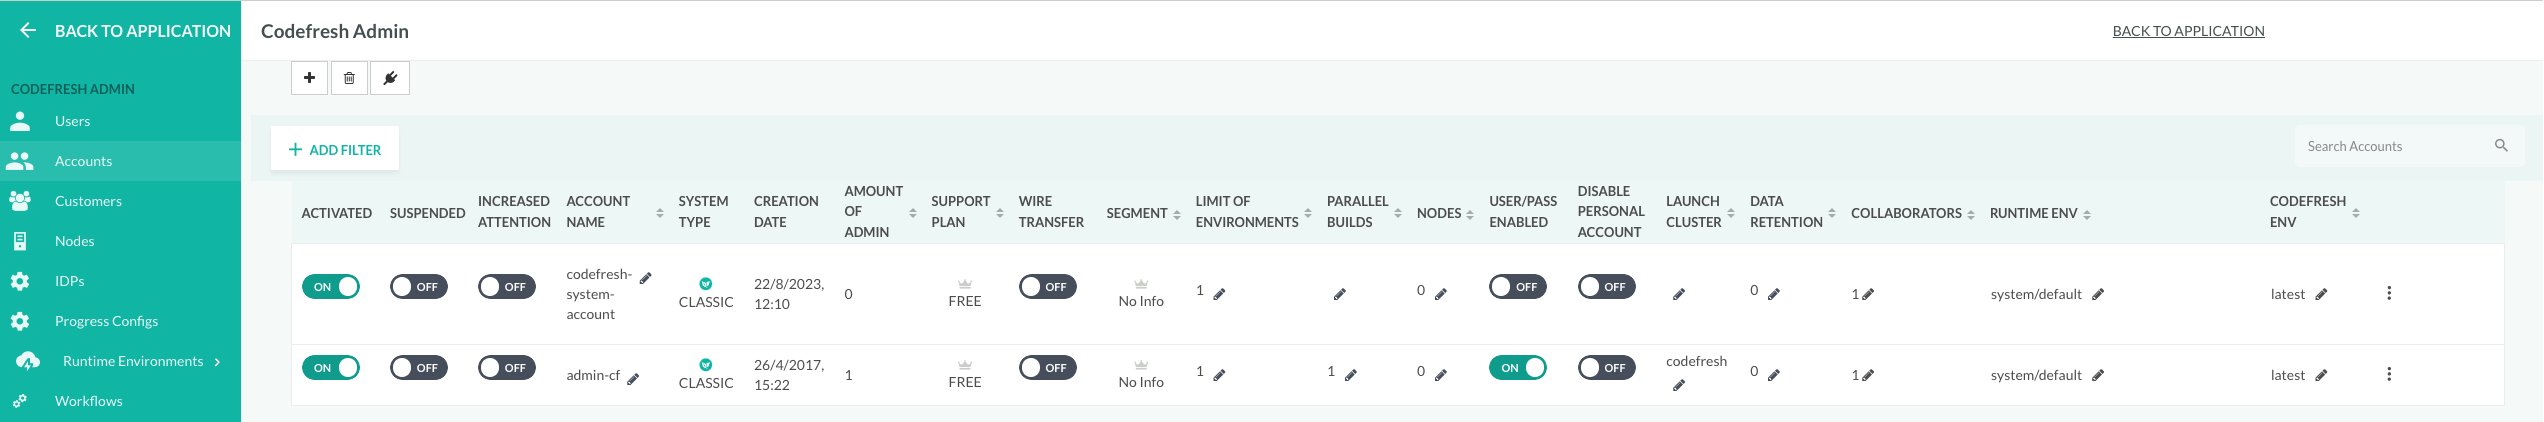 BACK TO APPLICATION
Codefresh Admin
BACK TO APPLICATION
CODEFRESH ADMIN
Users
Accounts
Customers
Nodes
IDPs
Progress Configs
Runtime Environments
Workflows
ADD FILTER
Search Accounts
ACTIVATED
SUSPENDED
INCREASED
ATTENTION
ACCOUNT
NAME
SYSTEM
TYPE
CREATION
DATE
AMOUNT
OF
ADMIN
SUPPORT
PLAN
WIRE
TRANSFER
SEGMENT
LIMIT OF
ENVIRONMENTS
PARALLEL
BUILDS
NODES
USER/PASS
ENABLED
DISABLE
PERSONAL
ACCOUNT
LAUNCH
CLUSTER
DATA
RETENTION
COLLABORATORS
RUNTIME ENV
CODEFRESH
ENV
ON
OFF
OFF
codefresh-
system-
account
CLASSIC
22/8/2023,
12:10
0
FREE
OFF
No Info
1
0
OFF
OFF
0
1
system/default
latest
ON
OFF
OFF
admin-cf
CLASSIC
26/4/2017,
15:22
1
FREE
OFF
No Info
1
1
0
ON
OFF
codefresh
0
1
system/default
latest